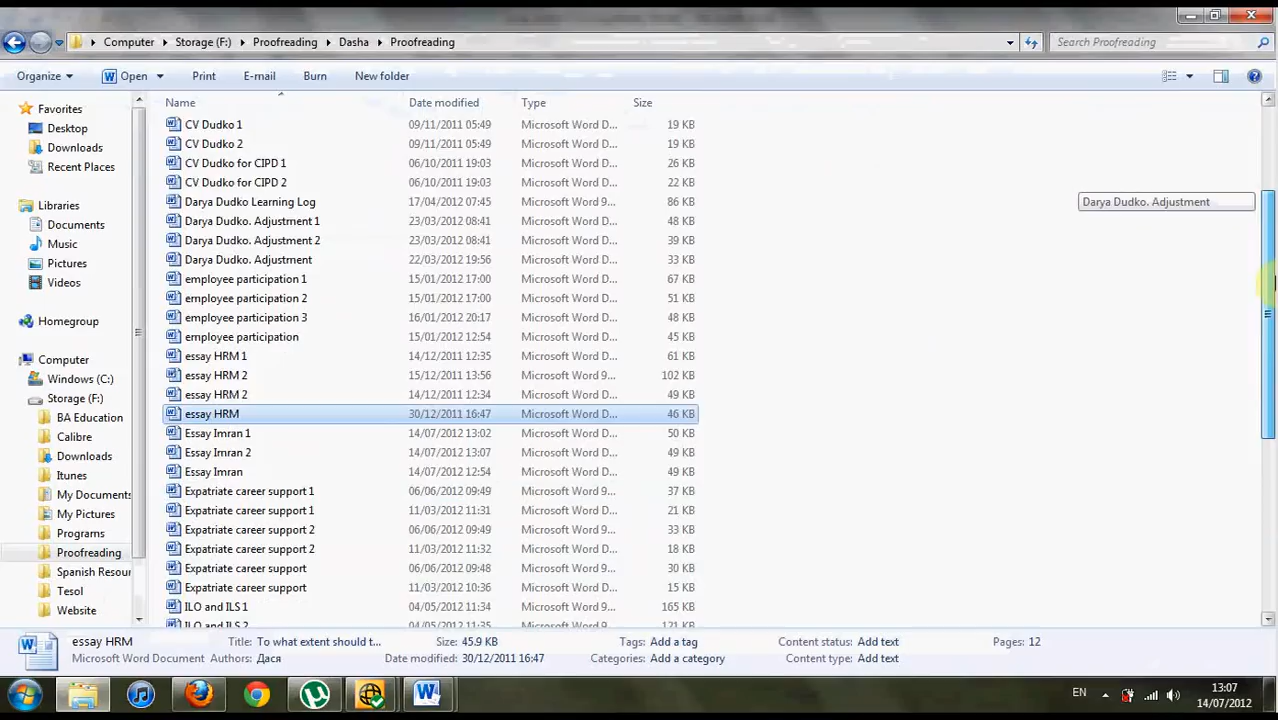 Computer Storage (F:) Proofreading Dasha Proofreading Search Proofreading
Organize Open Print E-mail Burn New folder
Name Date modified Type Size
Favorites
Desktop
Downloads
Recent Places
Libraries
Documents
Music
Pictures
Videos
Homegroup
Computer
Windows (C:)
Storage (F:)
BA Education
Calibre
Downloads
Itunes
My Documents
My Pictures
Programs
Proofreading
Spanish Resour
Tesol
Website
CV Dudko 1 09/11/2011 05:49 Microsoft Word D... 19 KB
CV Dudko 2 09/11/2011 05:49 Microsoft Word D... 19 KB
CV Dudko for CIPD 1 06/10/2011 19:03 Microsoft Word D... 26 KB
CV Dudko for CIPD 2 06/10/2011 19:03 Microsoft Word D... 22 KB
Darya Dudko Learning Log 17/04/2012 07:45 Microsoft Word 9... 86 KB
Darya Dudko. Adjustment 1 23/03/2012 08:41 Microsoft Word D... 48 KB
Darya Dudko. Adjustment 2 23/03/2012 08:41 Microsoft Word D... 39 KB
Darya Dudko. Adjustment 22/03/2012 19:56 Microsoft Word D... 33 KB
employee participation 1 15/01/2012 17:00 Microsoft Word D... 67 KB
employee participation 2 15/01/2012 17:00 Microsoft Word D... 51 KB
employee participation 3 16/01/2012 20:17 Microsoft Word D... 48 KB
employee participation 15/01/2012 12:54 Microsoft Word D... 45 KB
essay HRM 1 14/12/2011 12:35 Microsoft Word D... 61 KB
essay HRM 2 15/12/2011 13:56 Microsoft Word 9... 102 KB
essay HRM 2 14/12/2011 12:34 Microsoft Word D... 49 KB
essay HRM 30/12/2011 16:47 Microsoft Word D... 46 KB
Essay Imran 1 14/07/2012 13:02 Microsoft Word D... 50 KB
Essay Imran 2 14/07/2012 13:07 Microsoft Word D... 49 KB
Essay Imran 14/07/2012 12:54 Microsoft Word D... 49 KB
Expatriate career support 1 06/06/2012 09:49 Microsoft Word 9... 37 KB
Expatriate career support 1 11/03/2012 11:31 Microsoft Word D... 21 KB
Expatriate career support 2 06/06/2012 09:49 Microsoft Word 9... 33 KB
Expatriate career support 2 11/03/2012 11:32 Microsoft Word D... 18 KB
Expatriate career support 06/06/2012 09:48 Microsoft Word 9... 30 KB
Expatriate career support 11/03/2012 10:36 Microsoft Word D... 15 KB
ILO and ILS 1 04/05/2012 11:34 Microsoft Word 9... 165 KB
ILO and ILS 2 04/05/2012 11:35 Microsoft Word 9... 121 KB
Darya Dudko. Adjustment
essay HRM Title: To what extent should t... Size: 45.9 KB Tags: Add a tag Content status: Add text Pages: 12
Microsoft Word Document Authors: Дася Date modified: 30/12/2011 16:47 Categories: Add a category Content type: Add text
EN 13:07
14/07/2012